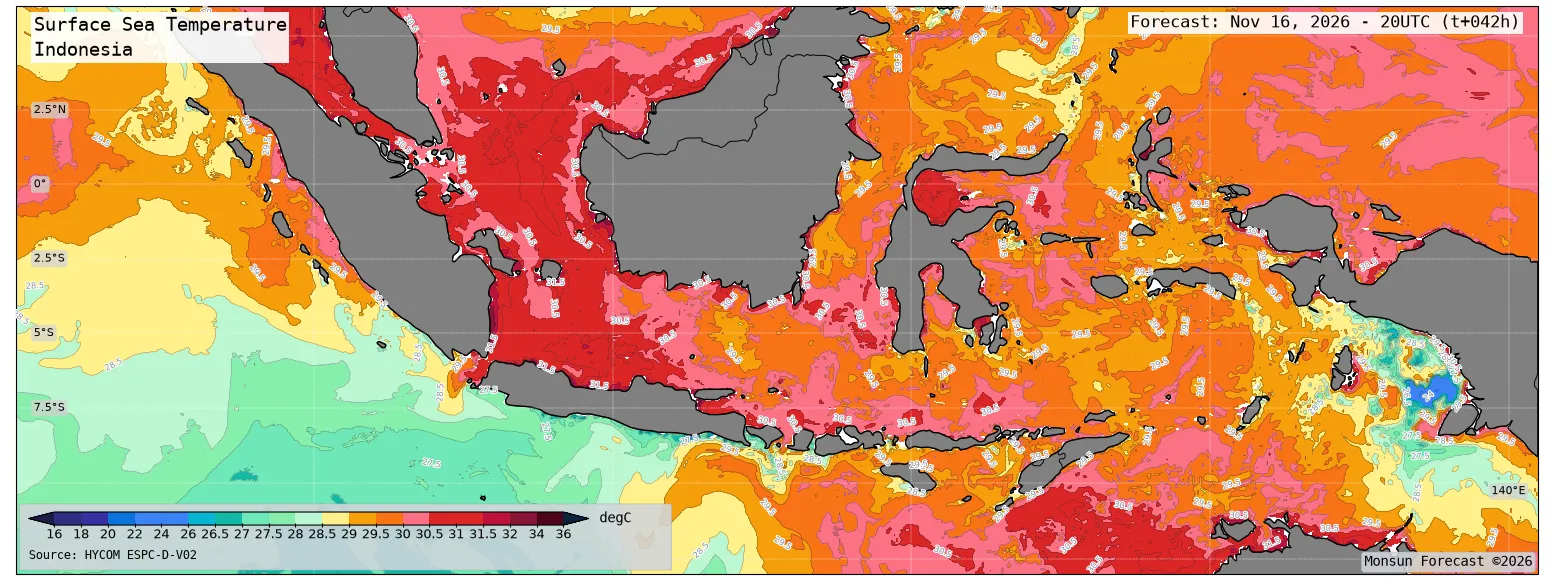 Surface Sea Temperature
Indonesia
Forecast: Nov 16, 2026 - 20UTC (t+042h)
2.5°N
0°
2.5°S
5°S
7.5°S
140°E
degC
16 18 20 22 24 26 26.5 27 27.5 28 28.5 29 29.5 30 30.5 31 31.5 32 34 36
Source: HYCOM ESPC-D-V02
Monsun Forecast ©2026